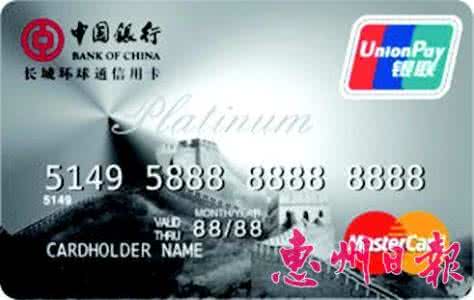 中国银行
BANK OF CHINA
长城环球通信用卡
UnionPay
银联
Platinum
5149 5888 8888 8888
5149
MONTH/YEAR
VALID
THRU
88/88
CARDHOLDER NAME
MasterCard
惠州日報